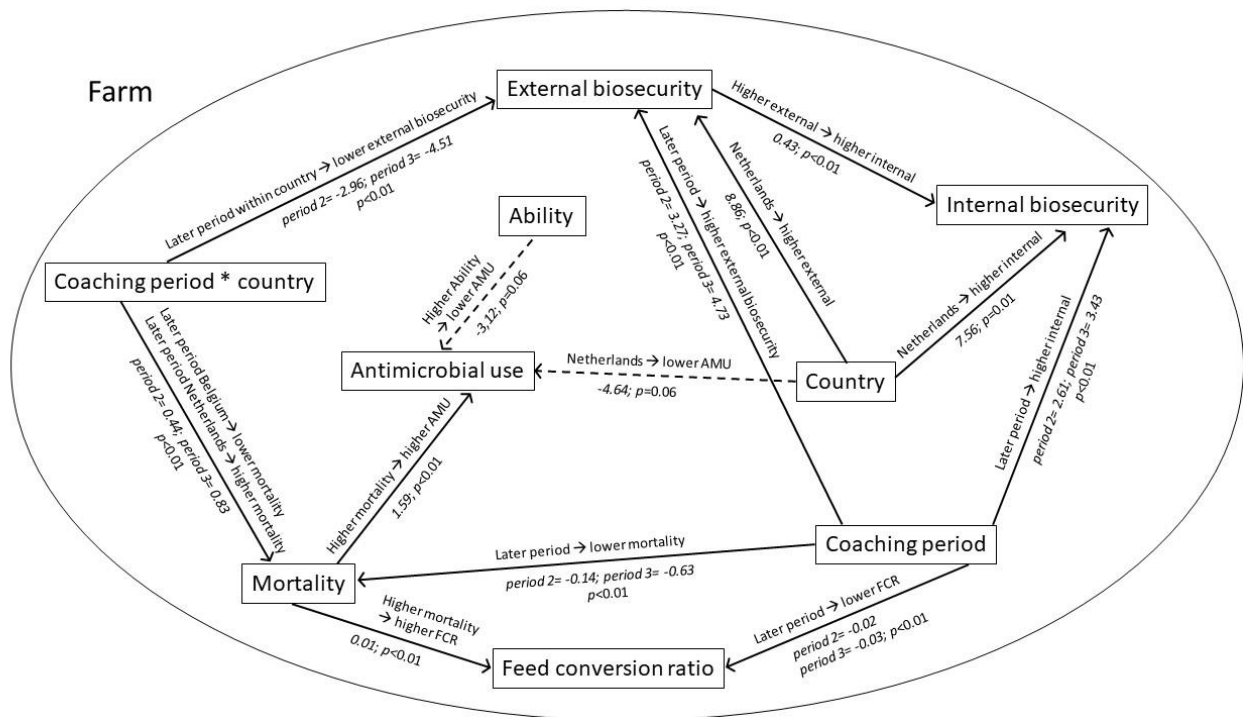 Farm
External biosecurity
Later period within country → lower external biosecurity
period 2= -2.96; period 3= -4.51
p<0.01
Higher external → higher internal
0.43; p<0.01
Ability
Internal biosecurity
Later period → higher external biosecurity
period 2= 3.27; period 3= 4.73
p<0.01
Netherlands → higher external
8.86; p<0.01
Coaching period * country
Higher Ability
→ lower AMU
-3,12; p=0.06
Netherlands → higher internal
7.56; p=0.01
Later period → higher internal
period 2= 2.61; period 3= 3.43
p<0.01
Antimicrobial use
Netherlands → lower AMU
-4.64; p=0.06
Country
Later period Belgium → lower mortality
Later period Netherlands → higher mortality
period 2= 0.44; period 3= 0.83
p<0.01
Higher mortality → higher AMU
1.59; p<0.01
Coaching period
Later period → lower mortality
period 2= -0.14; period 3= -0.63
p<0.01
Mortality
Higher mortality
→ higher FCR
0.01; p<0.01
Later period → lower FCR
period 2= -0.02
period 3= -0.03; p<0.01
Feed conversion ratio